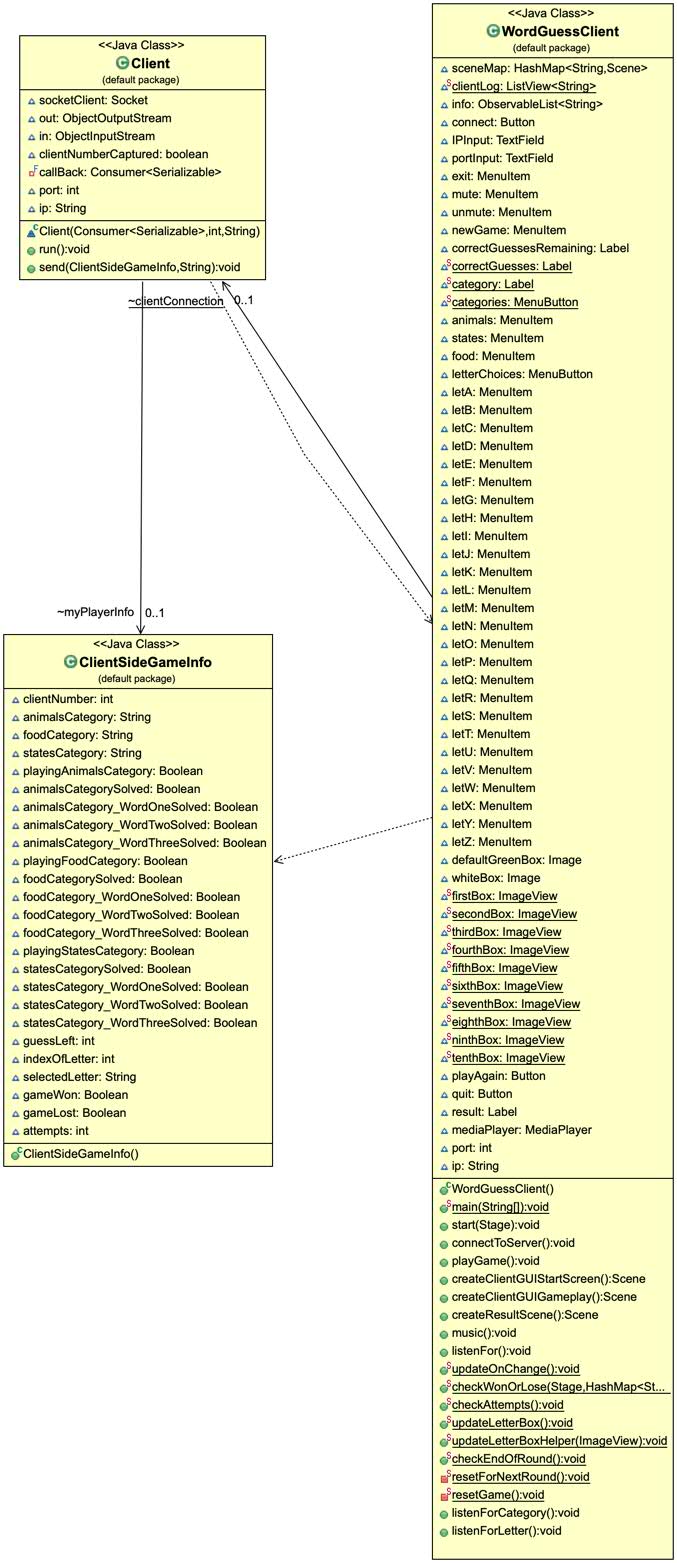 <<Java Class>>
Client
(default package)
socketClient: Socket
out: ObjectOutputStream
in: ObjectInputStream
clientNumberCaptured: boolean
callBack: Consumer<Serializable>
port: int
ip: String
Client(Consumer<Serializable>,int,String)
run():void
send(ClientSideGameInfo,String):void
~clientConnection 0..1
~myPlayerInfo 0..1
<<Java Class>>
ClientSideGameInfo
(default package)
clientNumber: int
animalsCategory: String
foodCategory: String
statesCategory: String
playingAnimalsCategory: Boolean
animalsCategorySolved: Boolean
animalsCategory_WordOneSolved: Boolean
animalsCategory_WordTwoSolved: Boolean
animalsCategory_WordThreeSolved: Boolean
playingFoodCategory: Boolean
foodCategorySolved: Boolean
foodCategory_WordOneSolved: Boolean
foodCategory_WordTwoSolved: Boolean
foodCategory_WordThreeSolved: Boolean
playingStatesCategory: Boolean
statesCategorySolved: Boolean
statesCategory_WordOneSolved: Boolean
statesCategory_WordTwoSolved: Boolean
statesCategory_WordThreeSolved: Boolean
guessLeft: int
indexOfLetter: int
selectedLetter: String
gameWon: Boolean
gameLost: Boolean
attempts: int
ClientSideGameInfo()
<<Java Class>>
WordGuessClient
(default package)
sceneMap: HashMap<String,Scene>
clientLog: ListView<String>
info: ObservableList<String>
connect: Button
IPInput: TextField
portInput: TextField
exit: MenuItem
mute: MenuItem
unmute: MenuItem
newGame: MenuItem
correctGuessesRemaining: Label
correctGuesses: Label
category: Label
categories: MenuButton
animals: MenuItem
states: MenuItem
food: MenuItem
letterChoices: MenuButton
letA: MenuItem
letB: MenuItem
letC: MenuItem
letD: MenuItem
letE: MenuItem
letF: MenuItem
letG: MenuItem
letH: MenuItem
letI: MenuItem
letJ: MenuItem
letK: MenuItem
letL: MenuItem
letM: MenuItem
letN: MenuItem
letO: MenuItem
letP: MenuItem
letQ: MenuItem
letR: MenuItem
letS: MenuItem
letT: MenuItem
letU: MenuItem
letV: MenuItem
letW: MenuItem
letX: MenuItem
letY: MenuItem
letZ: MenuItem
defaultGreenBox: Image
whiteBox: Image
firstBox: ImageView
secondBox: ImageView
thirdBox: ImageView
fourthBox: ImageView
fifthBox: ImageView
sixthBox: ImageView
seventhBox: ImageView
eighthBox: ImageView
ninthBox: ImageView
tenthBox: ImageView
playAgain: Button
quit: Button
result: Label
mediaPlayer: MediaPlayer
port: int
ip: String
WordGuessClient()
main(String[]):void
start(Stage):void
connectToServer():void
playGame():void
createClientGUIStartScreen():Scene
createClientGUIGameplay():Scene
createResultScene():Scene
music():void
listenFor():void
updateOnChange():void
checkWonOrLose(Stage,HashMap<St...
checkAttempts():void
updateLetterBox():void
updateLetterBoxHelper(ImageView):void
checkEndOfRound():void
resetForNextRound():void
resetGame():void
listenForCategory():void
listenForLetter():void